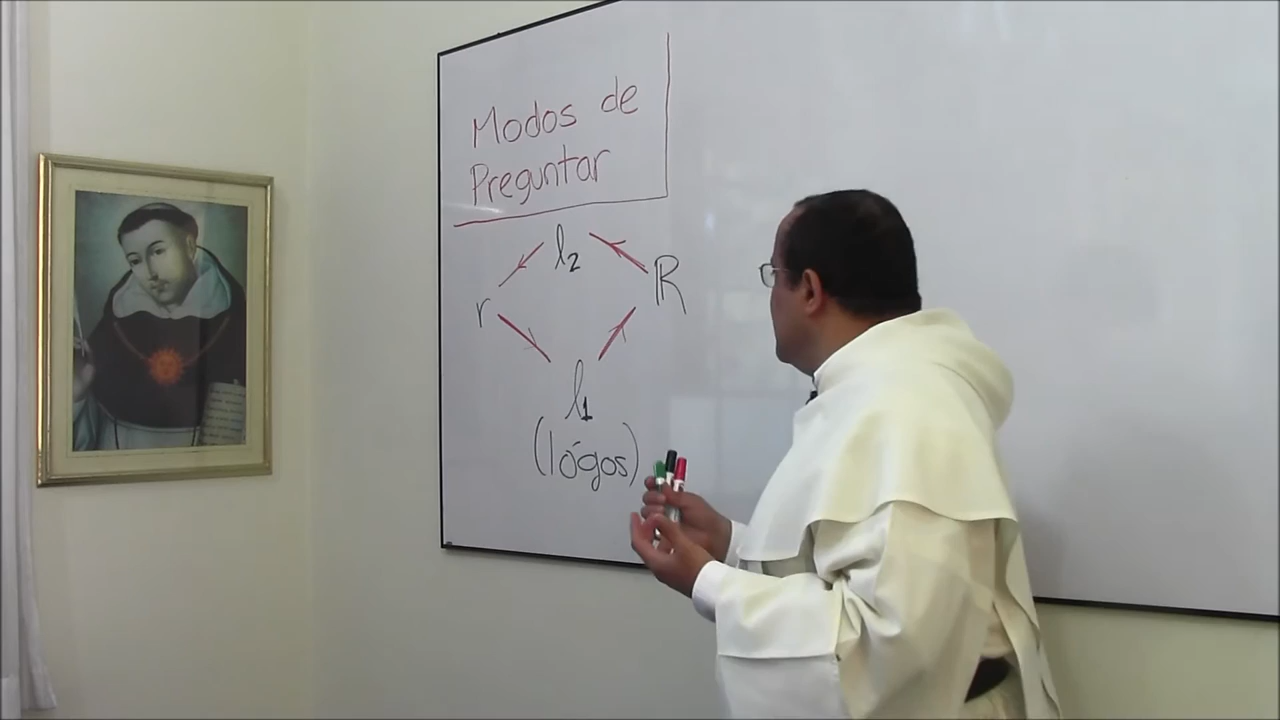 Modos de
Preguntar
l₂
r
ℝ
l₁
(lógos)